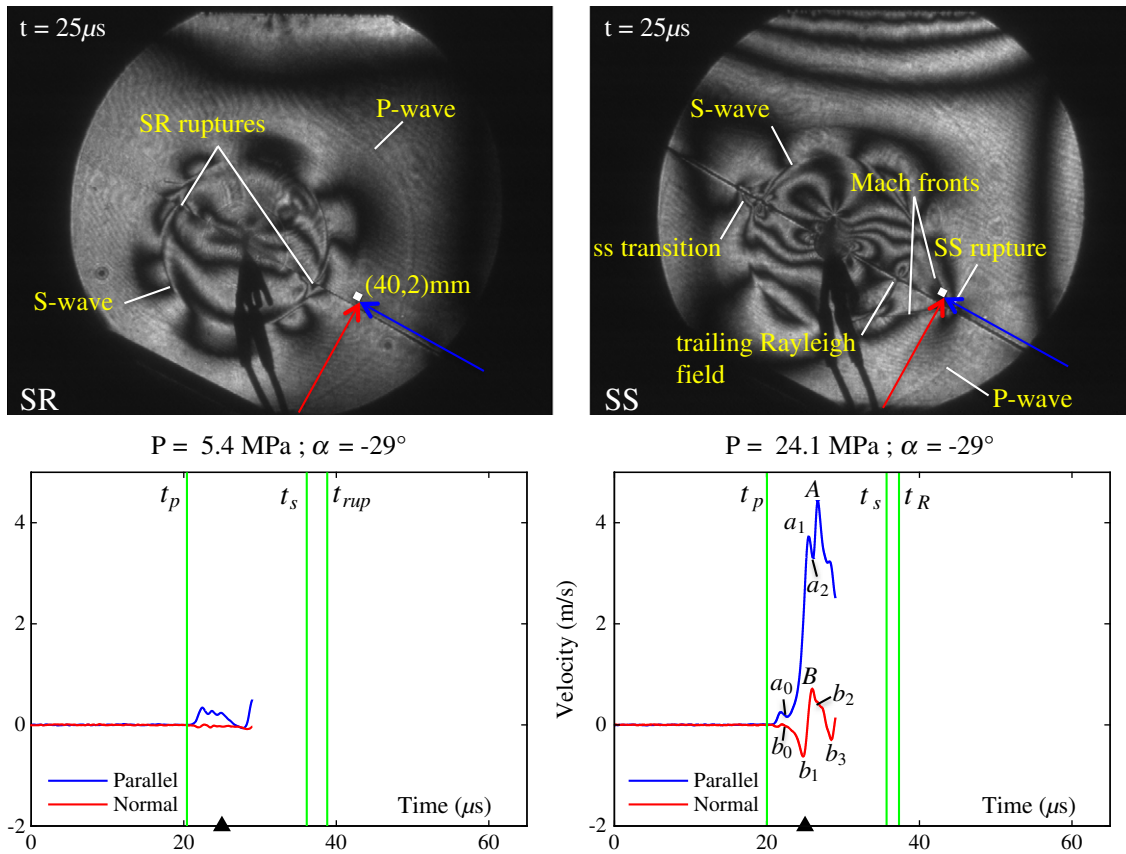 t = 25μs
SR ruptures
P-wave
S-wave
(40,2)mm
SR
t = 25μs
S-wave
Mach fronts
ss transition
SS rupture
trailing Rayleigh
field
P-wave
SS
P = 5.4 MPa ; α = -29°
t_p
t_s
t_rup
4
2
0
-2
Parallel
Normal
Time (μs)
0
20
40
60
P = 24.1 MPa ; α = -29°
Velocity (m/s)
t_p
A
t_s
t_R
a_1
a_2
a_0
B
b_2
b_0
b_1
b_3
4
2
0
-2
Parallel
Normal
Time (μs)
0
20
40
60